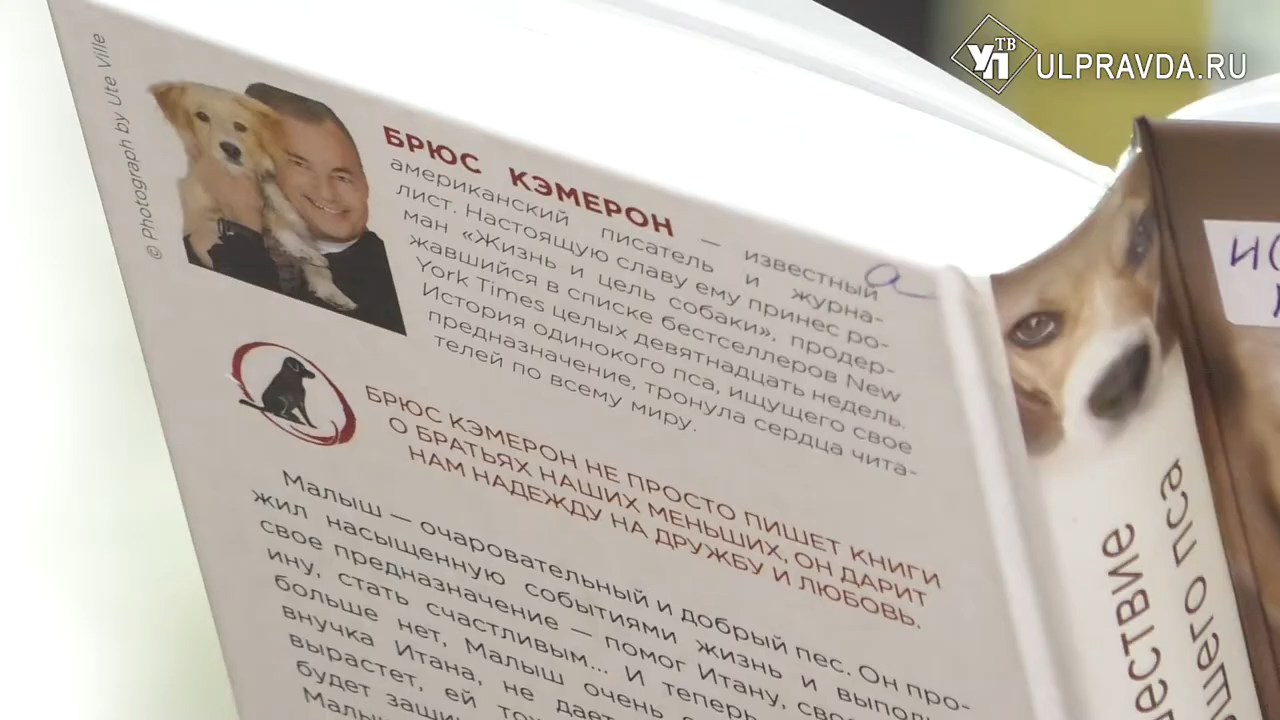 УП ТВ ULPRAVDA.RU
© Photograph by Ute Ville
БРЮС КЭМЕРОН — известный
американский писатель и журна-
лист. Настоящую славу ему принес ро-
ман «Жизнь и цель собаки», продер-
жавшийся в списке бестселлеров New
York Times целых девятнадцать недель.
История одинокого пса, ищущего свое
предназначение, тронула сердца чита-
телей по всему миру.
а
БРЮС КЭМЕРОН НЕ ПРОСТО ПИШЕТ КНИГИ
О БРАТЬЯХ НАШИХ МЕНЬШИХ, ОН ДАРИТ
НАМ НАДЕЖДУ НА ДРУЖБУ И ЛЮБОВЬ.
Малыш — очаровательный и добрый пес. Он про-
жил насыщенную событиями жизнь и выпол
свое предназначение — помог Итану, свое
ину, стать счастливым... И теперь
больше нет, Малыш очень
внучка Итана, не дает
вырастет, ей
будет